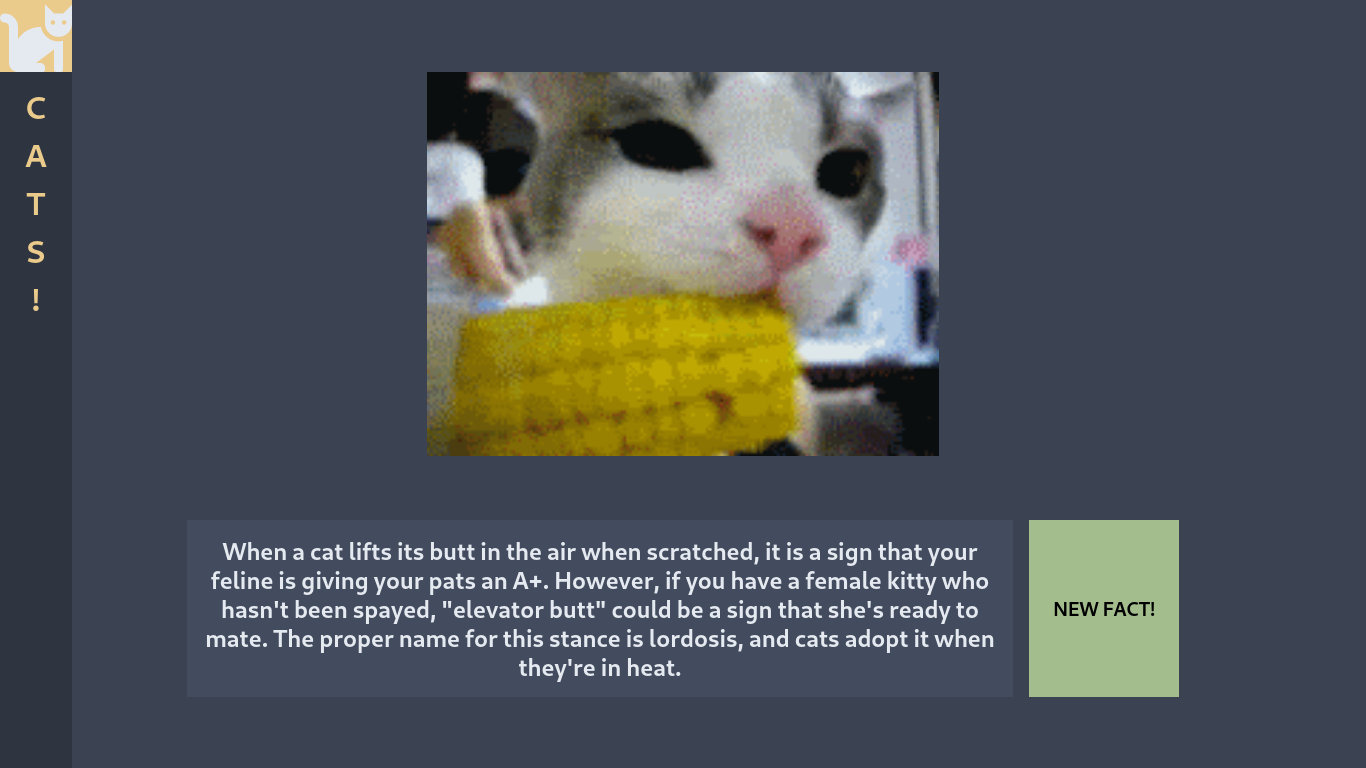 C
A
T
S
!
When a cat lifts its butt in the air when scratched, it is a sign that your
feline is giving your pats an A+. However, if you have a female kitty who
hasn't been spayed, "elevator butt" could be a sign that she's ready to
mate. The proper name for this stance is lordosis, and cats adopt it when
they're in heat.
NEW FACT!